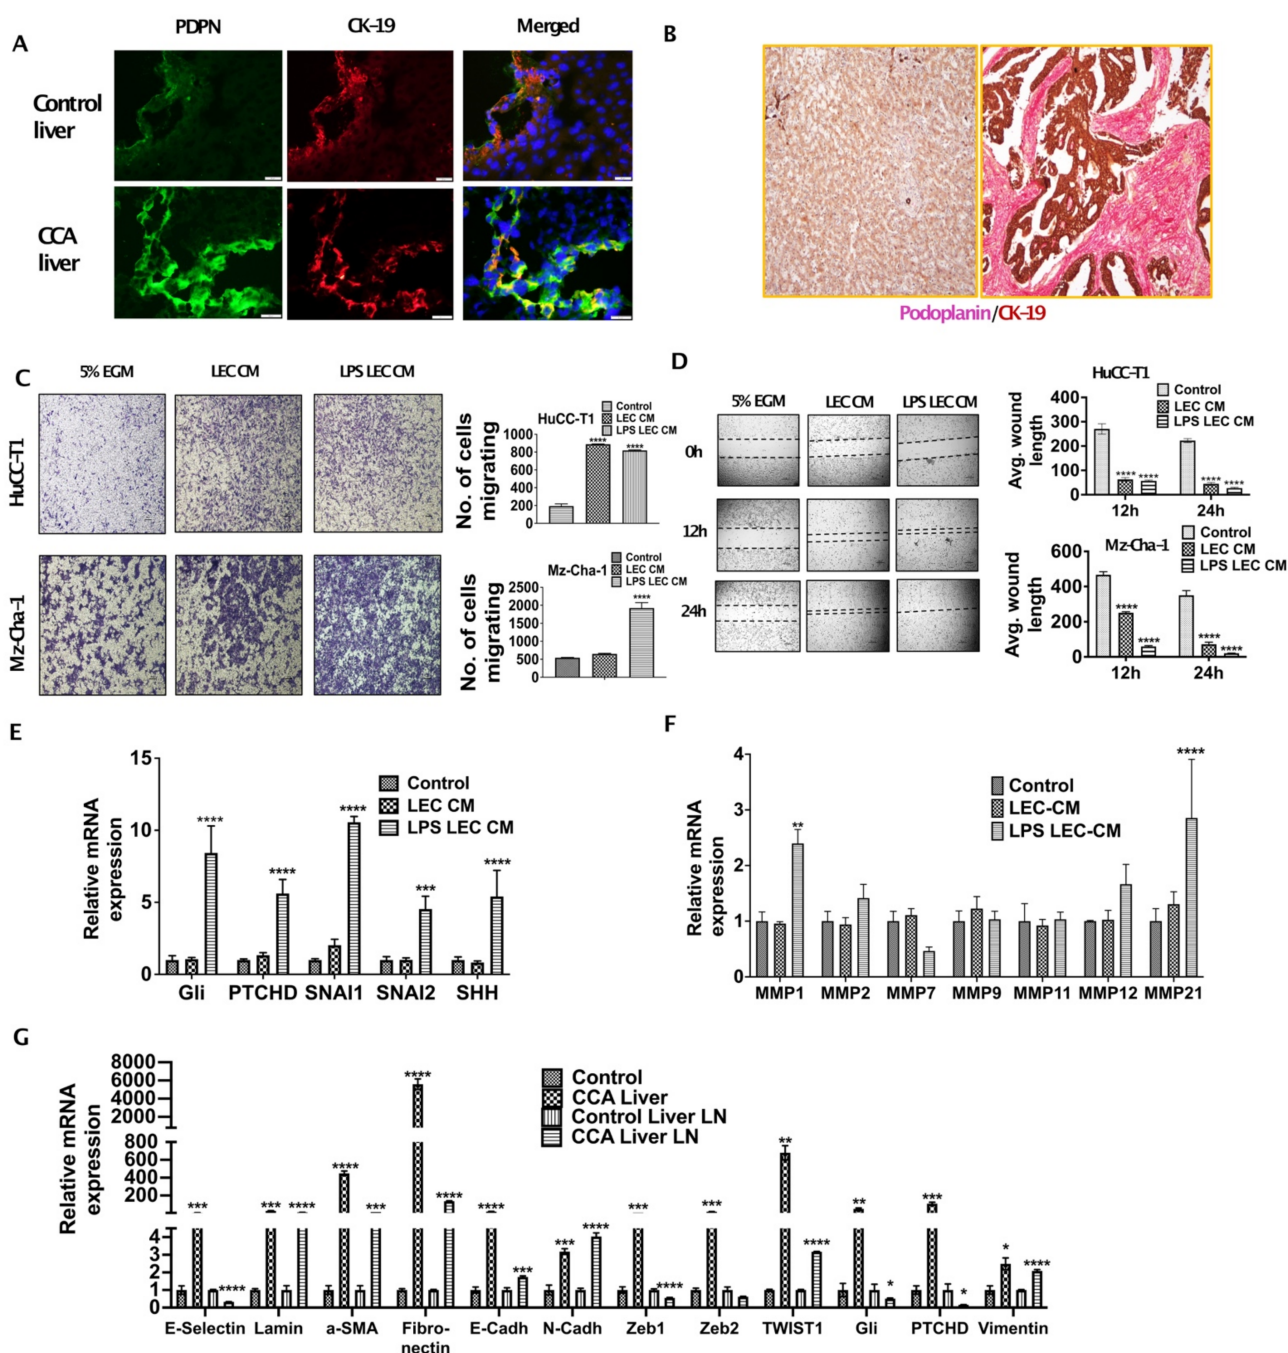 A
PDPN
CK-19
Merged
Control
liver
CCA
liver
B
Podoplanin/CK-19
C
5% EGM
LEC CM
LPS LEC CM
HuCC-T1
Mz-Cha-1
No. of cells
migrating
HuCC-T1
Control
LEC CM
LPS LEC CM
1000
800
600
400
200
0
****
****
No. of cells
migrating
Mz-Cha-1
Control
LEC CM
LPS LEC CM
2500
2000
1500
1000
500
0
****
D
5% EGM
LEC CM
LPS LEC CM
0h
12h
24h
HuCC-T1
Avg. wound
length
Control
LEC CM
LPS LEC CM
400
300
200
100
0
****
****
****
****
12h
24h
Mz-Cha-1
Avg. wound
length
Control
LEC CM
LPS LEC CM
600
400
200
0
****
****
****
****
12h
24h
E
Relative mRNA
expression
15
10
5
0
Control
LEC CM
LPS LEC CM
****
****
****
***
****
Gli
PTCHD
SNAI1
SNAI2
SHH
F
Relative mRNA
expression
4
3
2
1
0
Control
LEC-CM
LPS LEC-CM
**
****
MMP1
MMP2
MMP7
MMP9
MMP11
MMP12
MMP21
G
Relative mRNA
expression
8000
6000
4000
2000
800
600
400
200
4
3
2
1
0
Control
CCA Liver
Control Liver LN
CCA Liver LN
***
****
***
****
****
***
****
****
****
***
***
****
***
****
***
**
****
**
*
***
*
*
****
E-Selectin
Lamin
a-SMA
Fibro-
nectin
E-Cadh
N-Cadh
Zeb1
Zeb2
TWIST1
Gli
PTCHD
Vimentin